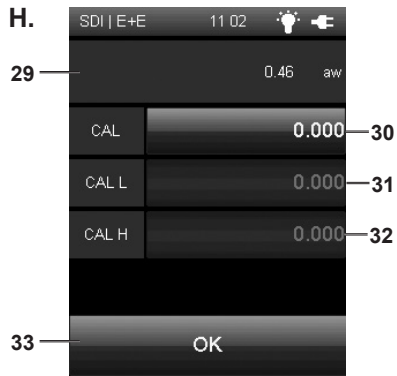 H.
SDI | E+E 11 02
29 0.46 aw
CAL 0.000 30
CAL L 0.000 31
CAL H 0.000 32
33 OK